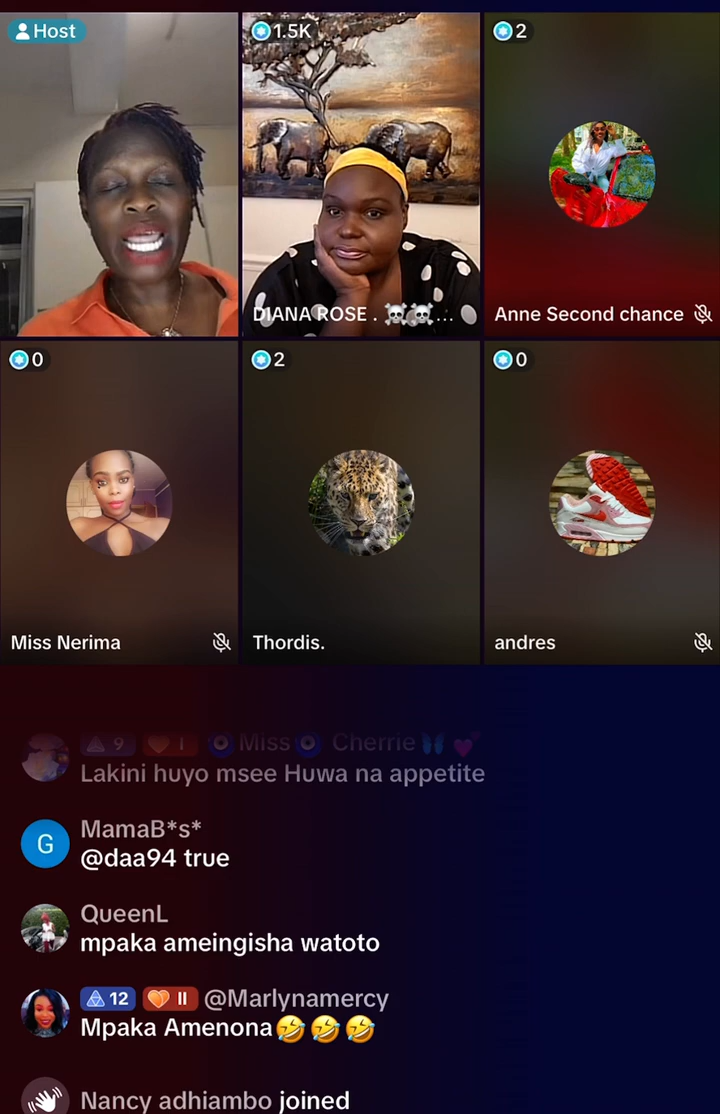 Host
1.5K
2
DIANA ROSE . ☠️☠️...
Anne Second chance
0
2
0
Miss Nerima
Thordis.
andres
9 I 🧿Miss🧿 Cherrie🦋💕
Lakini huyo msee Huwa na appetite
G
MamaB*s*
@daa94 true
QueenL
mpaka ameingisha watoto
12 II @Marlynamercy
Mpaka Amenona🤣🤣🤣
Nancy adhiambo joined